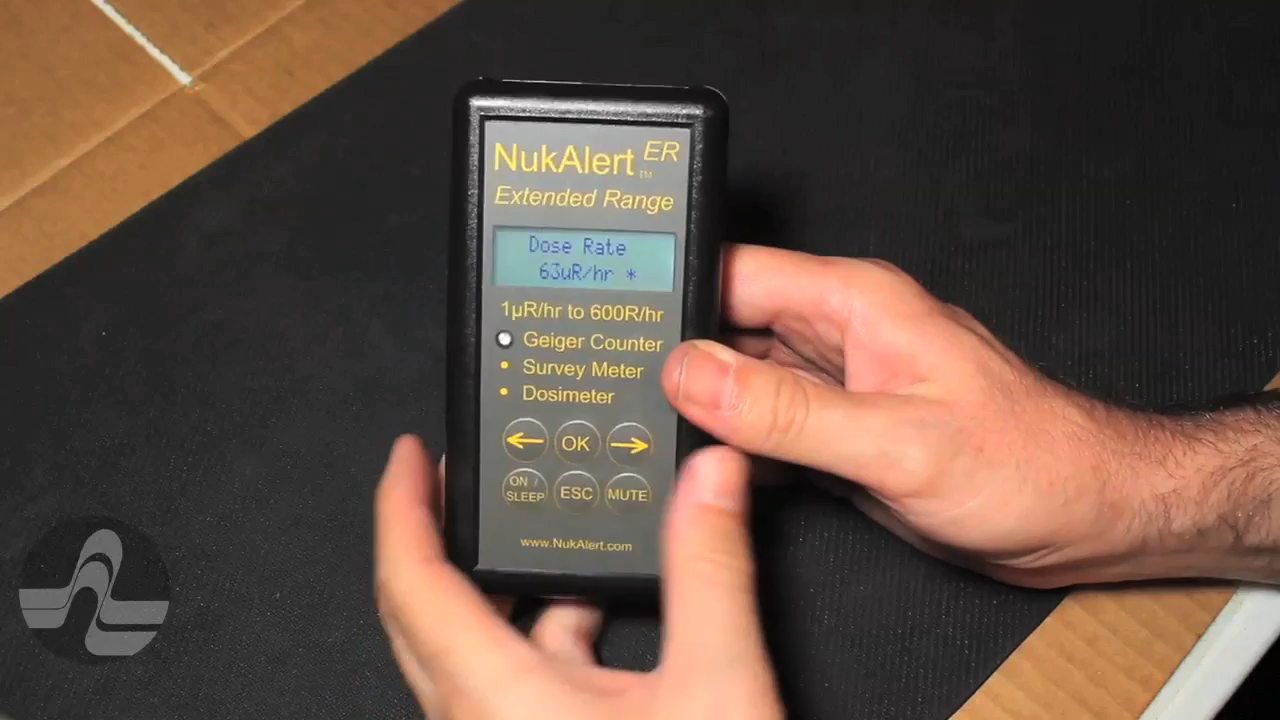 NukAlert ER
TM
Extended Range
Dose Rate
63uR/hr *
1µR/hr to 600R/hr
Geiger Counter
• Survey Meter
• Dosimeter
← OK →
ON / SLEEP ESC MUTE
www.NukAlert.com